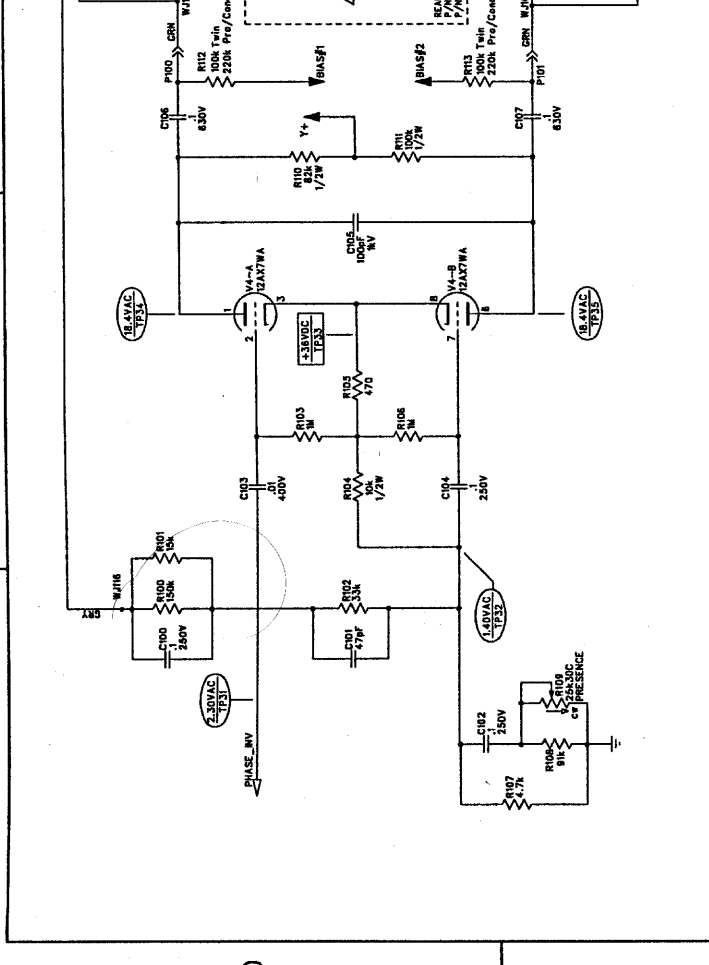 GRN
WJ1
P100
R112
100k Twin
220k Pro/Con
BIAS#1
REA
P/N
P/N
BIAS#2
R113
100k Twin
220k Pro/Con
GRN
P101
C106
.1
630V
Y+
R110
82k
1/2W
R111
100k
1/2W
C107
.1
630V
C105
100pF
1kV
18.4VAC
TP34
V4-A
12AX7WA
1
2
3
+36VDC
TP33
V4-B
12AX7WA
8
7
6
18.4VAC
TP35
R105
470
R103
1M
R106
1M
C103
.01
400V
R104
10k
1/2W
C104
.1
250V
GRY
WJ116
R101
15k
R100
150k
C100
.1
250V
R102
33k
C101
47pF
1.40VAC
TP32
2.30VAC
TP31
PHASE_INV
C102
.1
250V
R109
25k30C
PRESENCE
CW
R108
91k
R107
4.7k